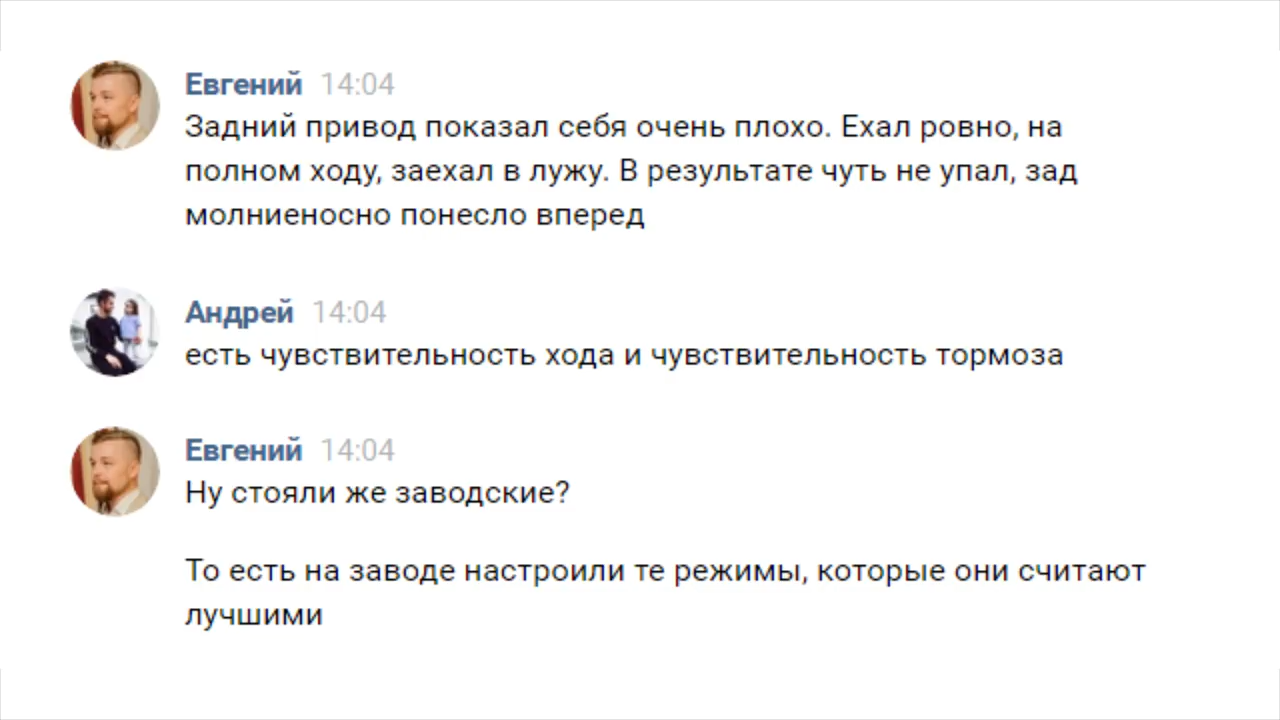 Евгений 14:04
Задний привод показал себя очень плохо. Ехал ровно, на
полном ходу, заехал в лужу. В результате чуть не упал, зад
молниеносно понесло вперед
Андрей 14:04
есть чувствительность хода и чувствительность тормоза
Евгений 14:04
Ну стояли же заводские?
То есть на заводе настроили те режимы, которые они считают
лучшими